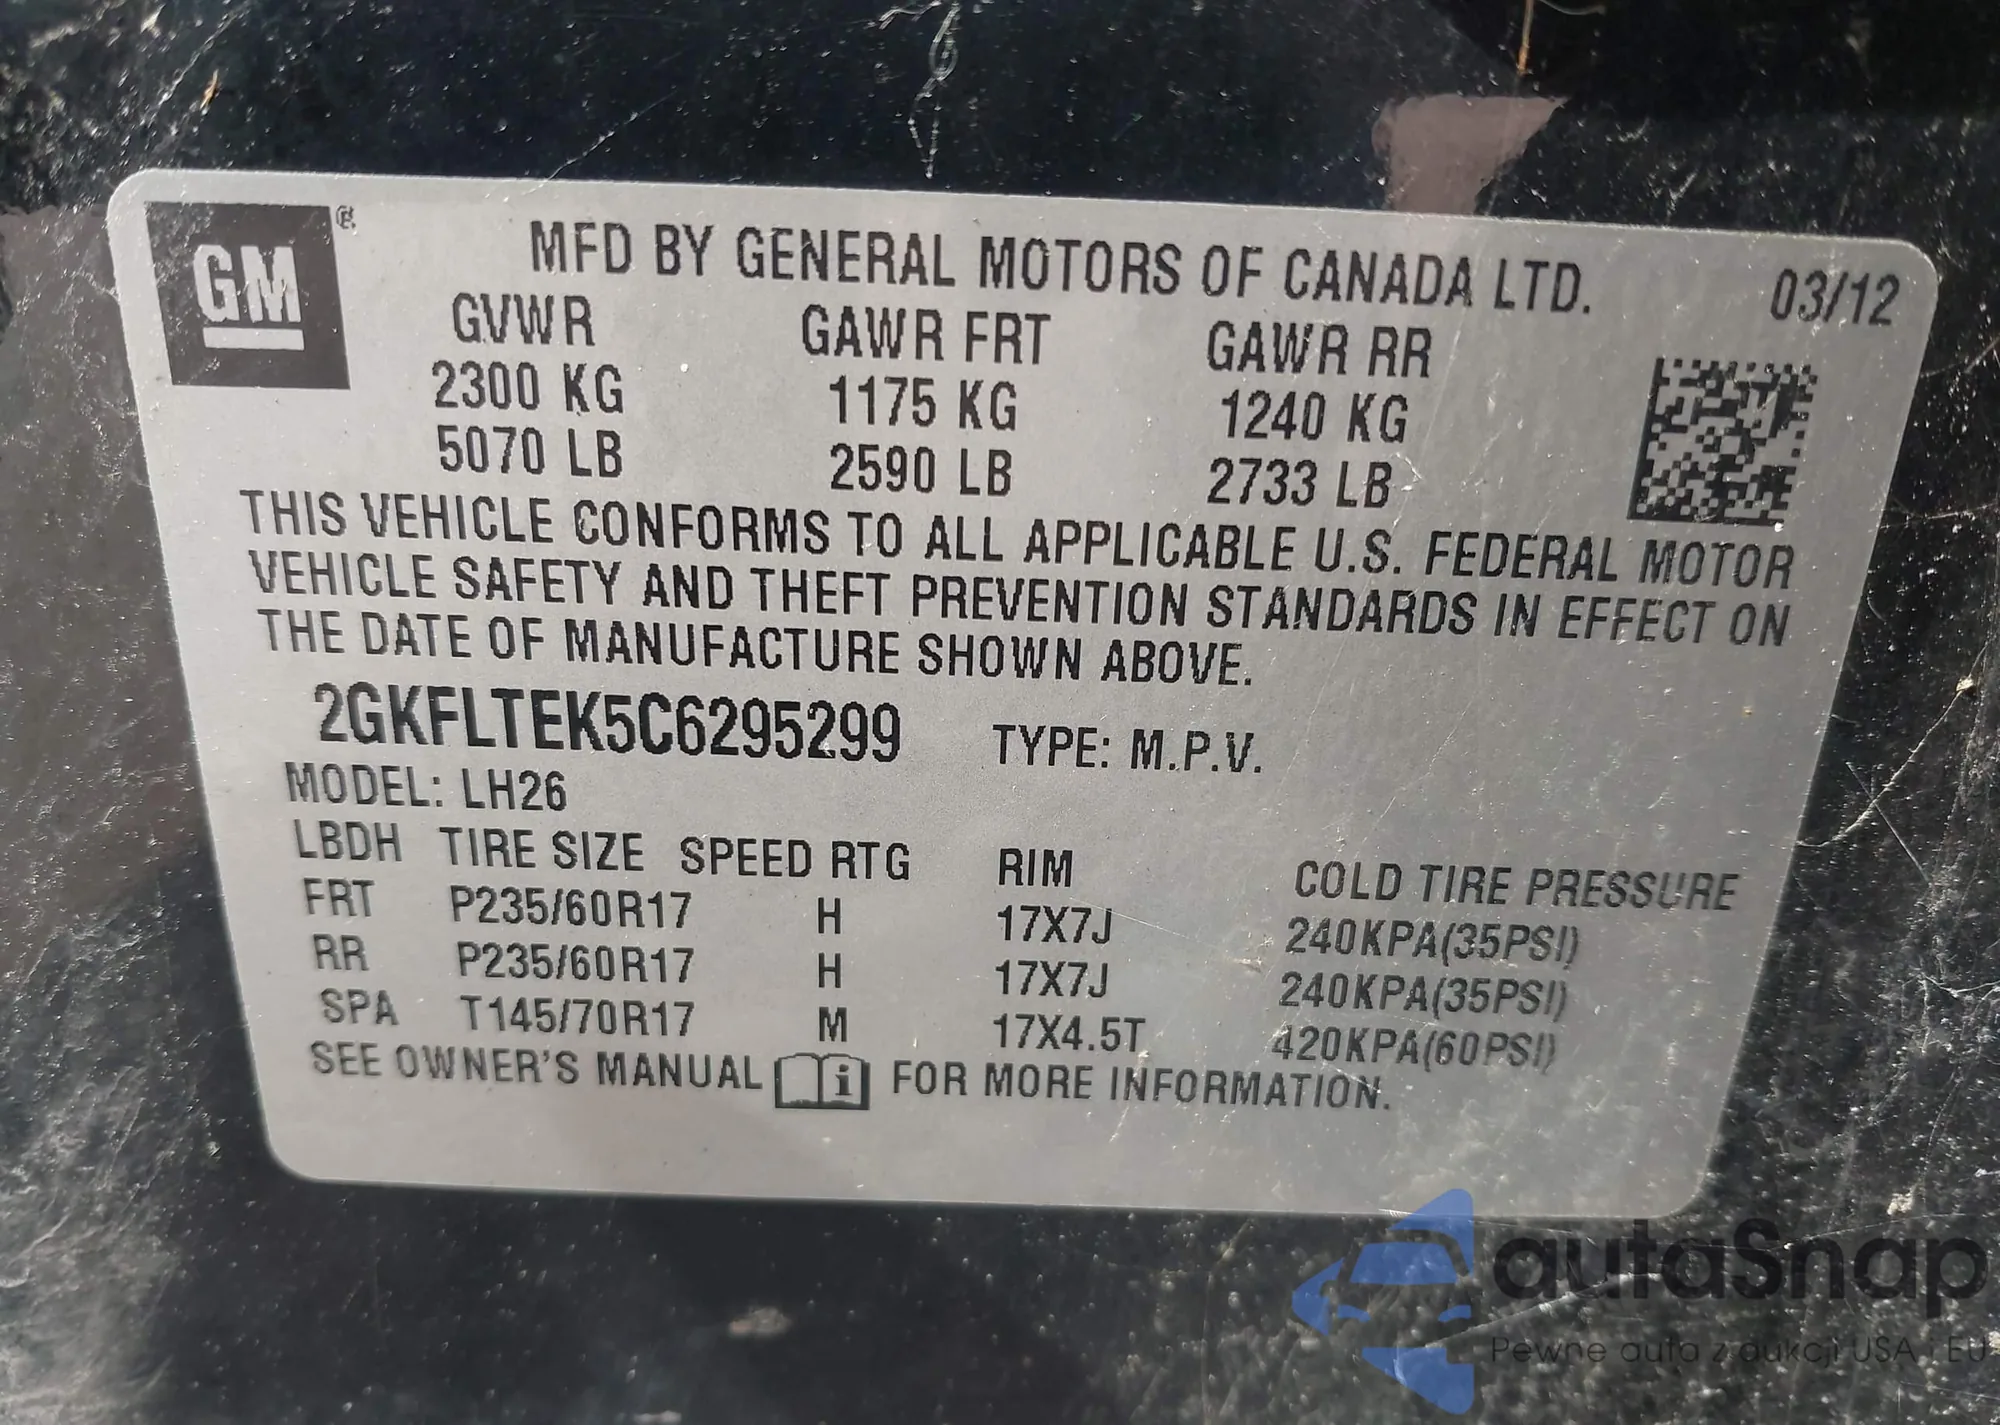 GM ®
MFD BY GENERAL MOTORS OF CANADA LTD. 03/12
GVWR GAWR FRT GAWR RR
2300 KG 1175 KG 1240 KG
5070 LB 2590 LB 2733 LB
THIS VEHICLE CONFORMS TO ALL APPLICABLE U.S. FEDERAL MOTOR
VEHICLE SAFETY AND THEFT PREVENTION STANDARDS IN EFFECT ON
THE DATE OF MANUFACTURE SHOWN ABOVE.
2GKFLTEK5C6295299 TYPE: M.P.V.
MODEL: LH26
LBDH TIRE SIZE SPEED RTG RIM COLD TIRE PRESSURE
FRT P235/60R17 H 17X7J 240KPA(35PSI)
RR P235/60R17 H 17X7J 240KPA(35PSI)
SPA T145/70R17 M 17X4.5T 420KPA(60PSI)
SEE OWNER'S MANUAL i FOR MORE INFORMATION.
autaSnap
Pewne auta z aukcji USA i EU